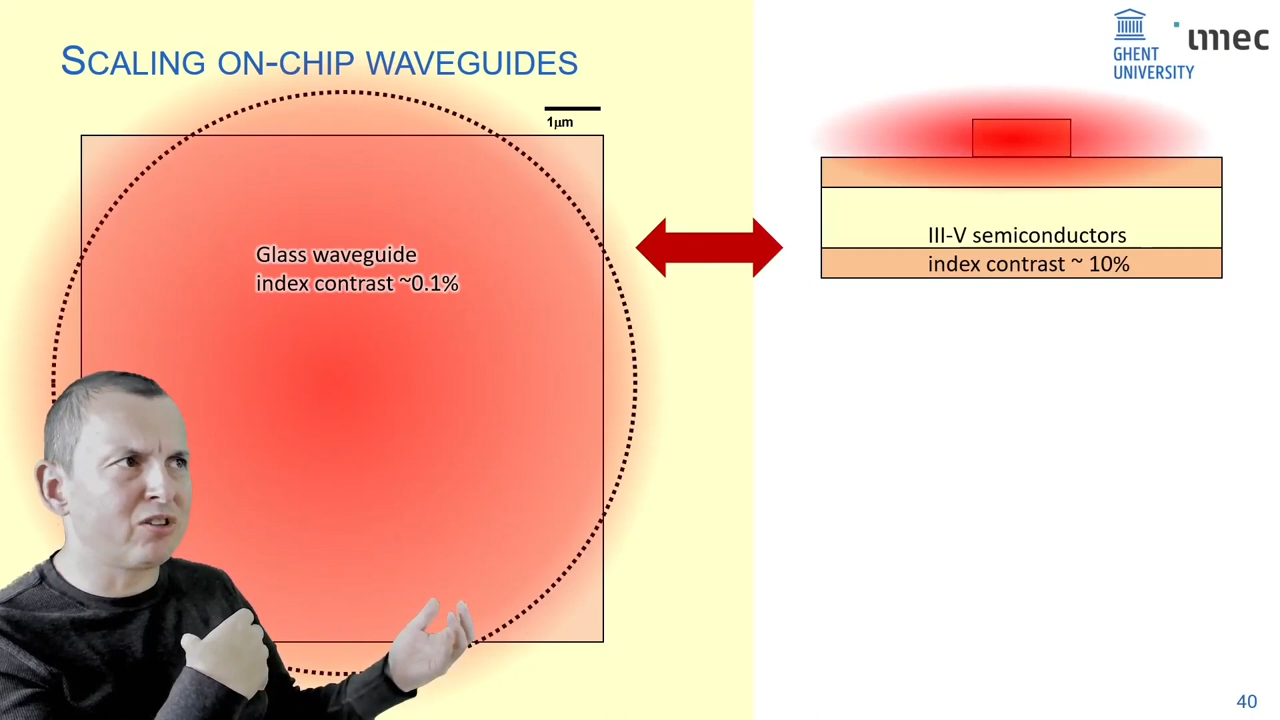 SCALING ON-CHIP WAVEGUIDES
GHENT
UNIVERSITY
imec
1μm
Glass waveguide
index contrast ~0.1%
III-V semiconductors
index contrast ~ 10%
40